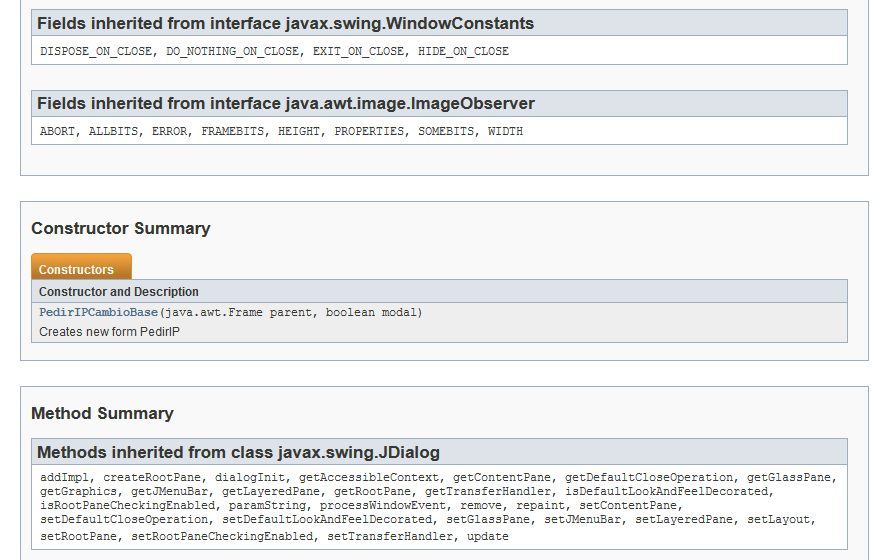 Fields inherited from interface javax.swing.WindowConstants
DISPOSE_ON_CLOSE, DO_NOTHING_ON_CLOSE, EXIT_ON_CLOSE, HIDE_ON_CLOSE
Fields inherited from interface java.awt.image.ImageObserver
ABORT, ALLBITS, ERROR, FRAMEBITS, HEIGHT, PROPERTIES, SOMEBITS, WIDTH
Constructor Summary
Constructors
Constructor and Description
PedirIPCambioBase(java.awt.Frame parent, boolean modal)
Creates new form PedirIP
Method Summary
Methods inherited from class javax.swing.JDialog
addImpl, createRootPane, dialogInit, getAccessibleContext, getContentPane, getDefaultCloseOperation, getGlassPane,
getGraphics, getJMenuBar, getLayeredPane, getRootPane, getTransferHandler, isDefaultLookAndFeelDecorated,
isRootPaneCheckingEnabled, paramString, processWindowEvent, remove, repaint, setContentPane,
setDefaultCloseOperation, setDefaultLookAndFeelDecorated, setGlassPane, setJMenuBar, setLayeredPane, setLayout,
setRootPane, setRootPaneCheckingEnabled, setTransferHandler, update